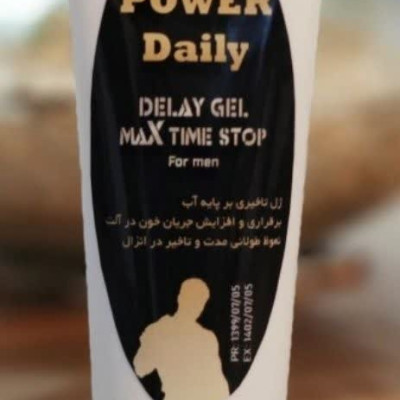 POWER
Daily
DELAY GEL
MAX TIME STOP
For men
ژل تاخیری بر پایه آب
برقراری و افزایش جریان خون در آلت
نعوظ طولانی مدت و تاخیر در انزال
PR: 1399/07/05
EX: 1402/07/05